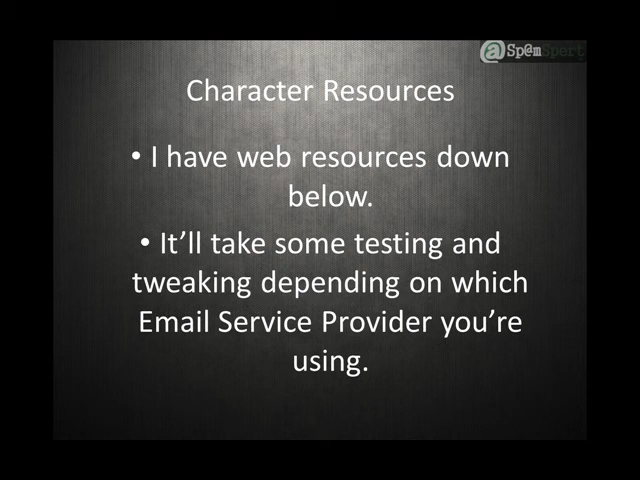 @Sp@mSpert
Character Resources
• I have web resources down
below.
• It’ll take some testing and
tweaking depending on which
Email Service Provider you’re
using.